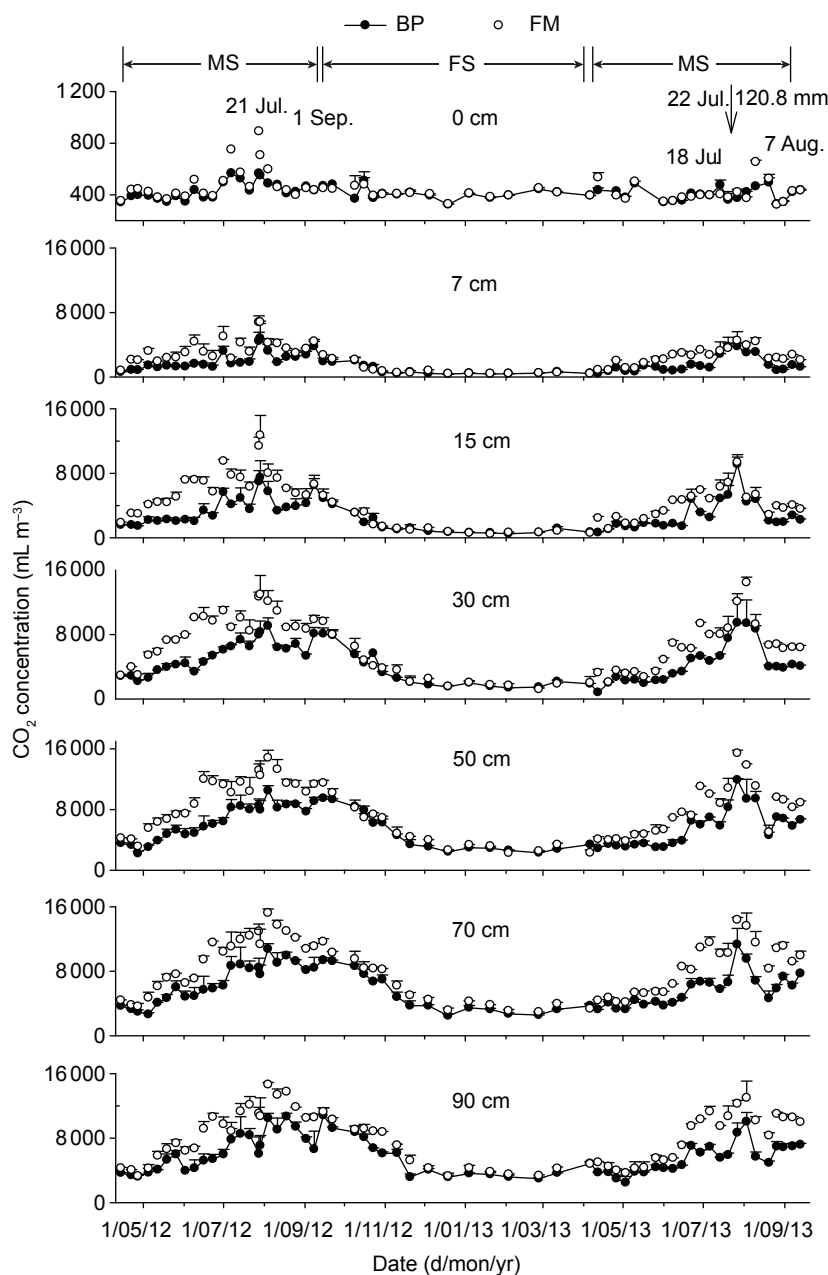 BP FM
MS FS MS
21 Jul.
1 Sep.
0 cm
22 Jul. 120.8 mm
18 Jul
7 Aug.
1200
800
400
7 cm
16000
8000
0
15 cm
16000
8000
0
30 cm
16000
8000
0
50 cm
16000
8000
0
70 cm
16000
8000
0
90 cm
16000
8000
0
CO₂ concentration (mL m⁻³)
1/05/12 1/07/12 1/09/12 1/11/12 1/01/13 1/03/13 1/05/13 1/07/13 1/09/13
Date (d/mon/yr)